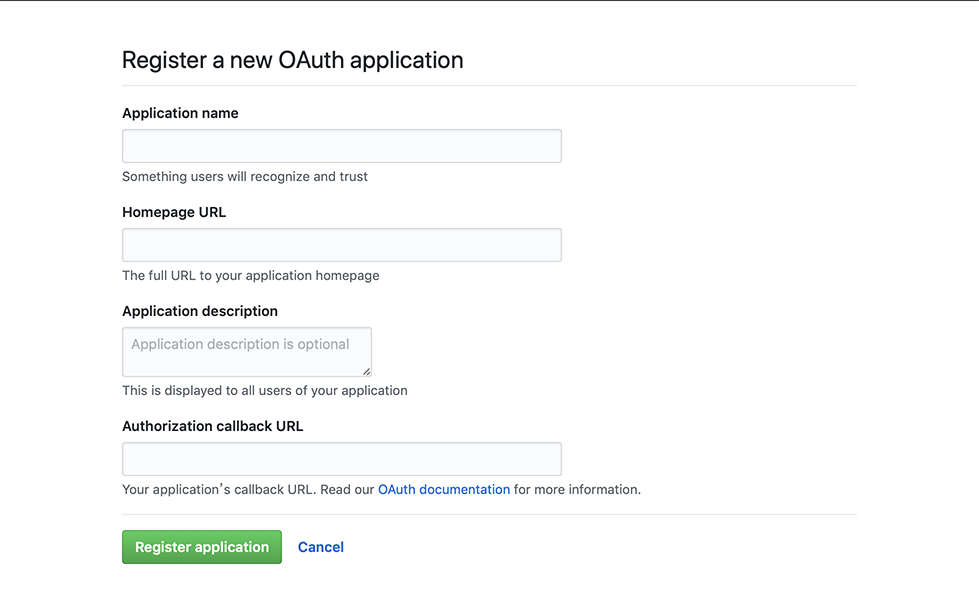 Register a new OAuth application
Application name
Something users will recognize and trust
Homepage URL
The full URL to your application homepage
Application description
Application description is optional
This is displayed to all users of your application
Authorization callback URL
Your application's callback URL. Read our OAuth documentation for more information.
Register application Cancel